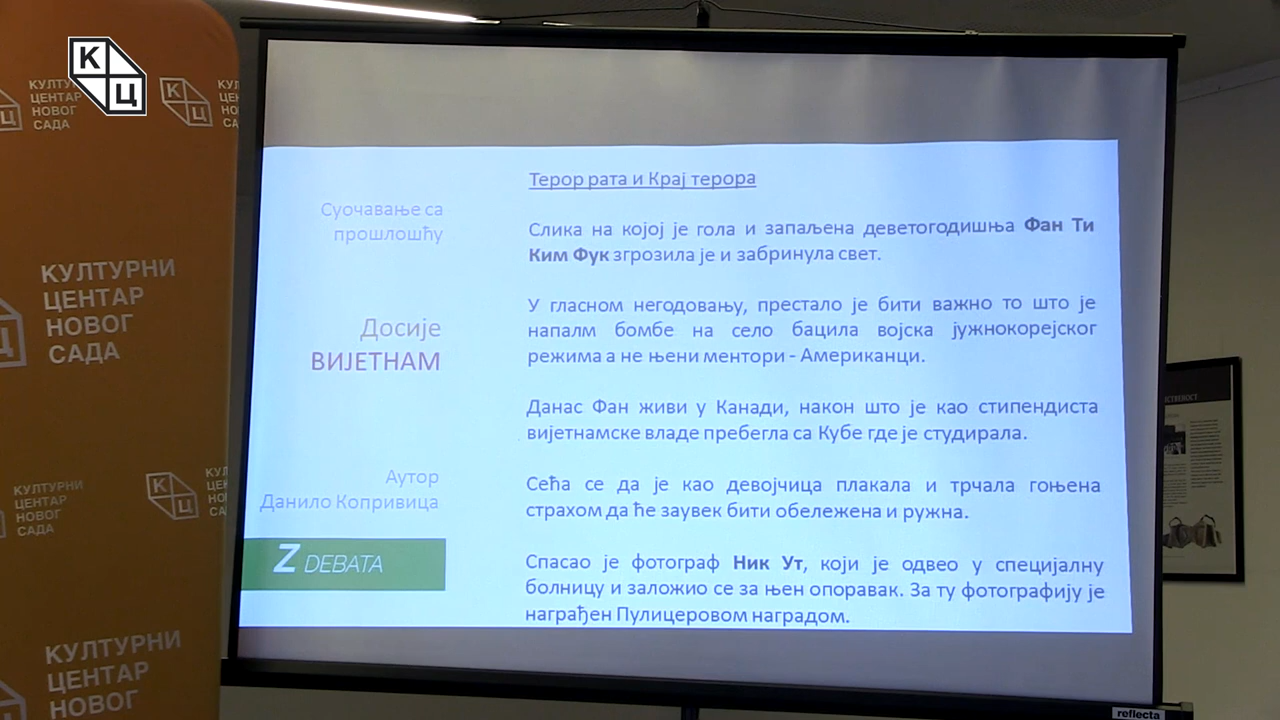 К
Ц
КУЛТУРНИ
ЦЕНТАР
НОВОГ
САДА
КУЛТУРНИ
ЦЕНТАР
НОВОГ
САДА
КУЛТУРНИ
ЦЕНТАР
НОВОГ
САДА
К
Ц
КУЛТУРНИ
ЦЕНТАР
НОВОГ
Суочавање са
прошлошћу
Досије
ВИЈЕТНАМ
Аутор
Данило Копривица
Z DEBATA
Терор рата и Крај терора
Слика на којој је гола и запаљена деветогодишња Фан Ти
Ким Фук згрозила је и забринула свет.
У гласном негодовању, престало је бити важно то што је
напалм бомбе на село бацила војска јужнокорејског
режима а не њени ментори - Американци.
Данас Фан живи у Канади, након што је као стипендиста
вијетнамске владе пребегла са Кубе где је студирала.
Сећа се да је као девојчица плакала и трчала гоњена
страхом да ће заувек бити обележена и ружна.
Спасао је фотограф Ник Ут, који је одвео у специјалну
болницу и заложио се за њен опоравак. За ту фотографију је
награђен Пулицеровом наградом.
reflecta